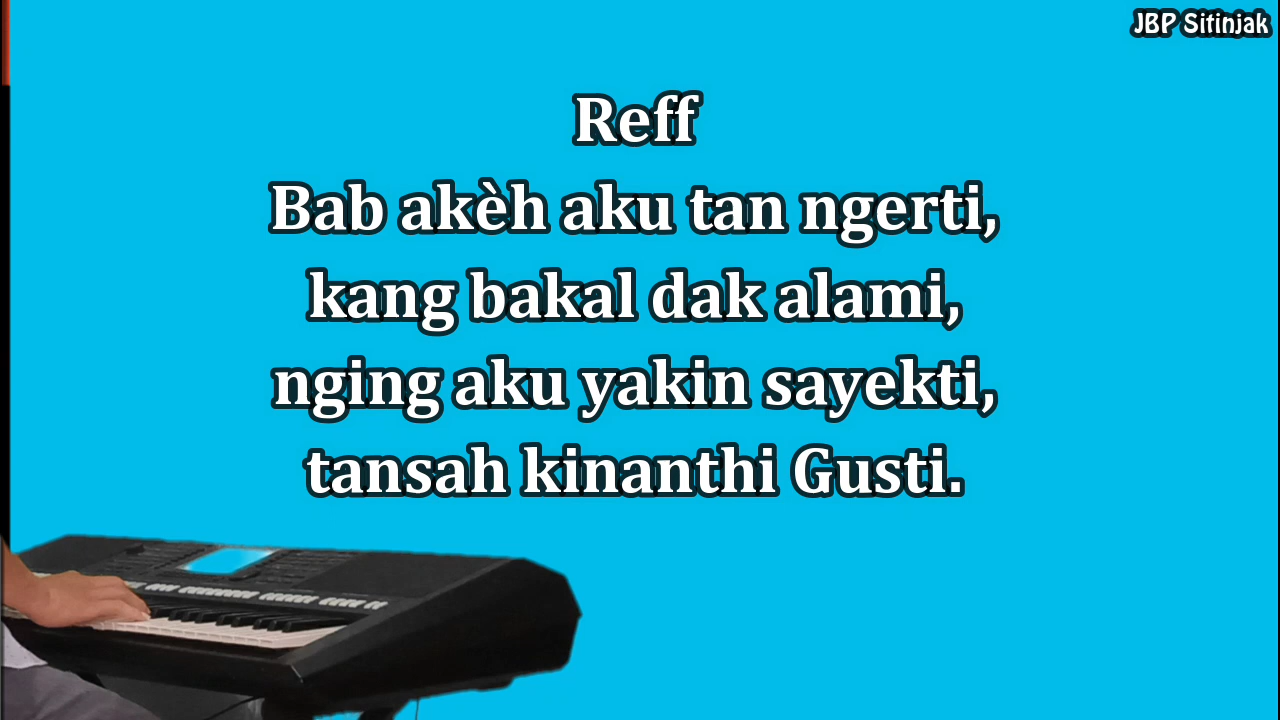 JBP Sitinjak
Reff
Bab akèh aku tan ngerti,
kang bakal dak alami,
nging aku yakin sayekti,
tansah kinanthi Gusti.